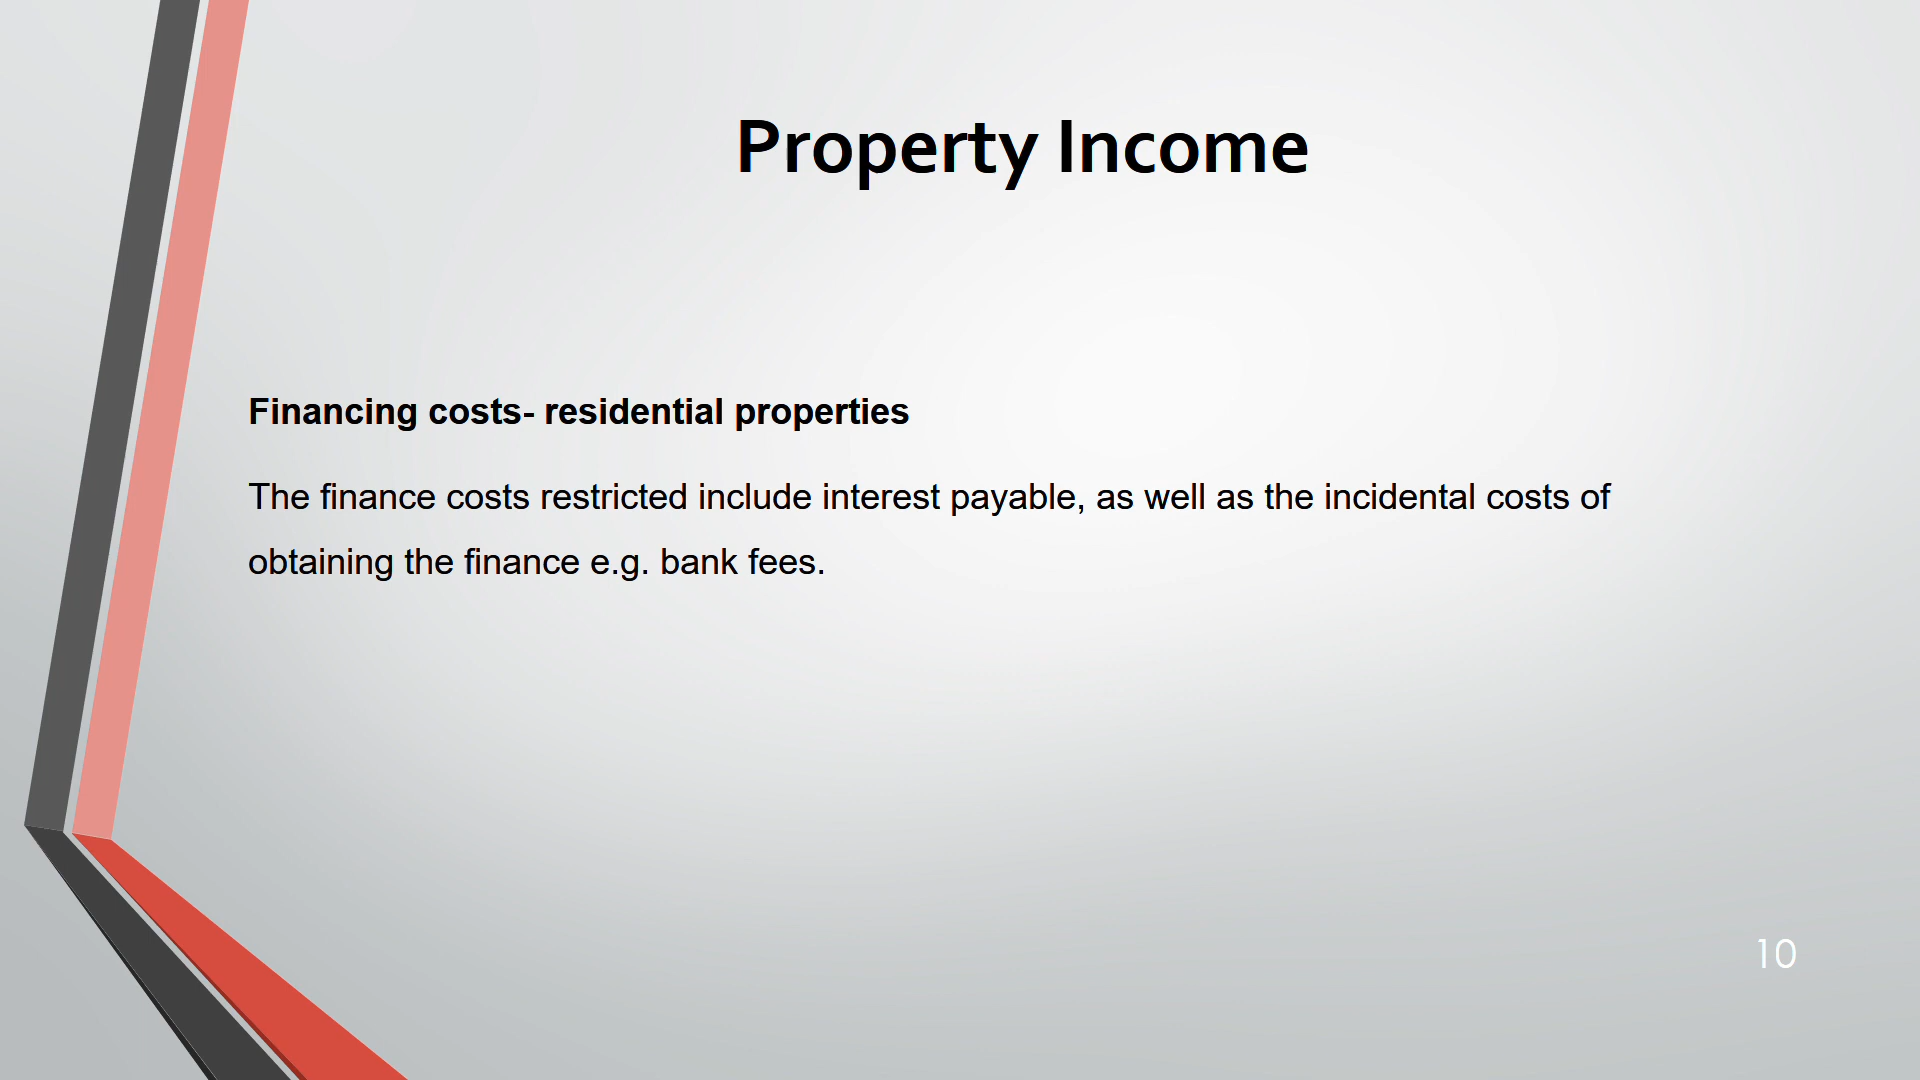 Property Income
Financing costs- residential properties
The finance costs restricted include interest payable, as well as the incidental costs of
obtaining the finance e.g. bank fees.
10